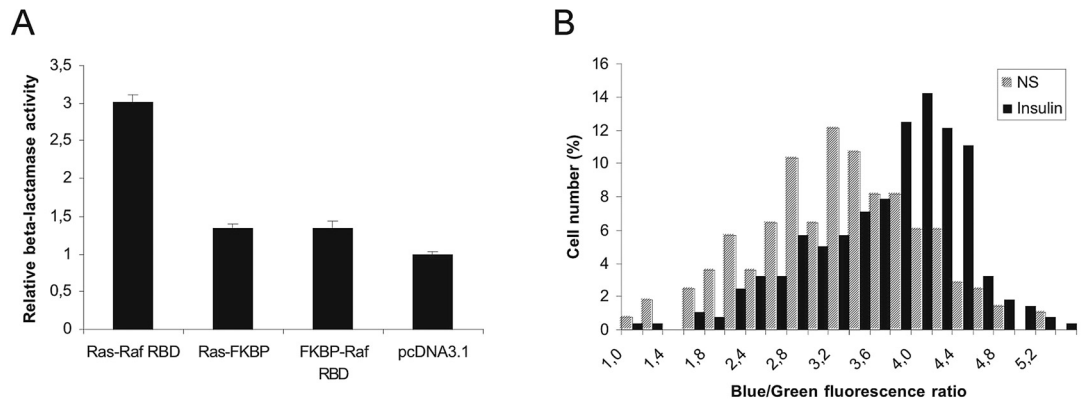 A
B
Relative beta-lactamase activity
3,5
3
2,5
2
1,5
1
0,5
0
Ras-Raf RBD
Ras-FKBP
FKBP-Raf
RBD
pcDNA3.1
Cell number (%)
16
14
12
10
8
6
4
2
0
NS
Insulin
1,0
1,4
1,8
2,4
2,8
3,2
3,6
4,0
4,4
4,8
5,2
Blue/Green fluorescence ratio